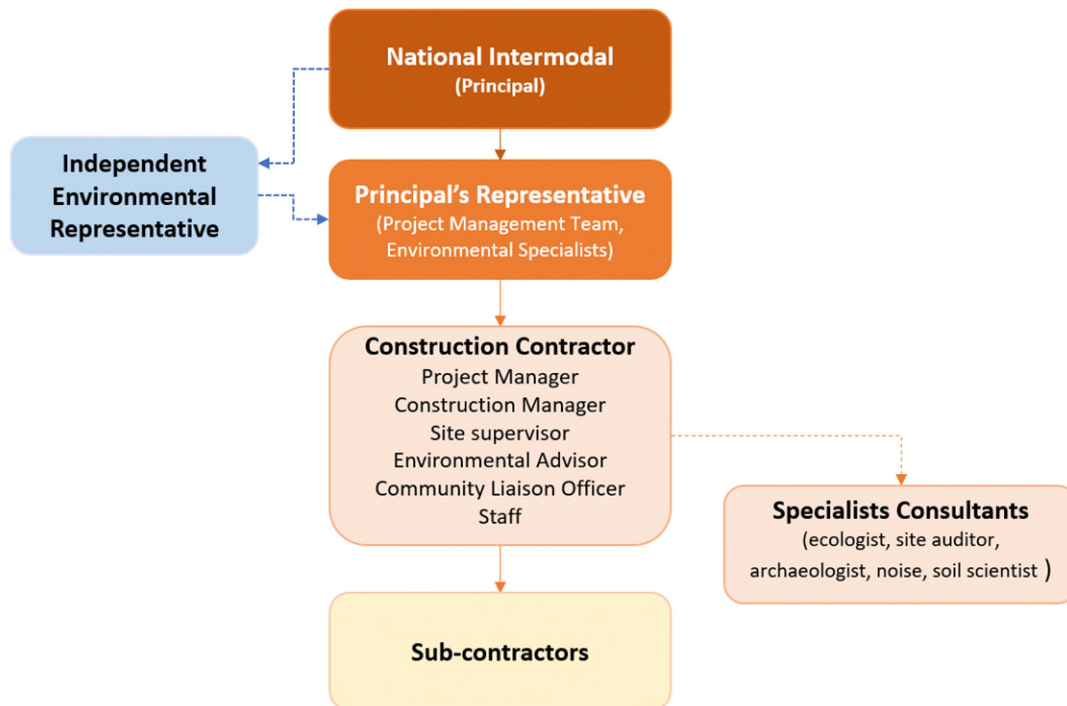 National Intermodal
(Principal)
Independent
Environmental
Representative
Principal’s Representative
(Project Management Team,
Environmental Specialists)
Construction Contractor
Project Manager
Construction Manager
Site supervisor
Environmental Advisor
Community Liaison Officer
Staff
Specialists Consultants
(ecologist, site auditor,
archaeologist, noise, soil scientist )
Sub-contractors